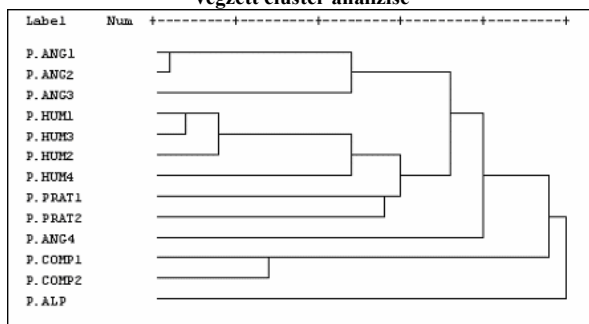 végzett cluster analízise
Label Num +---------+---------+---------+---------+---------+
P.ANG1
P.ANG2
P.ANG3
P.HUM1
P.HUM3
P.HUM2
P.HUM4
P.PRAT1
P.PRAT2
P.ANG4
P.COMP1
P.COMP2
P.ALP